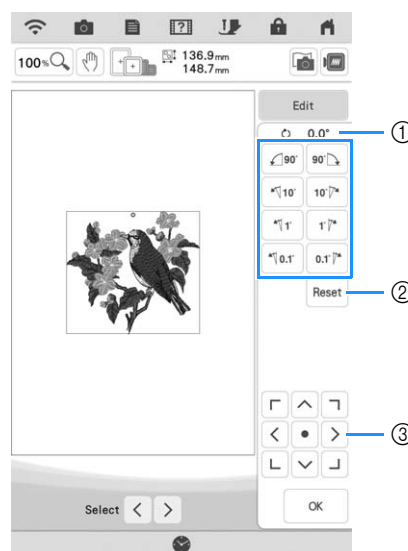 100% 136.9mm
148.7mm
Edit
0.0° ①
90° 90°
10° 10°
1° 1°
0.1° 0.1°
Reset ②
③
Select
OK